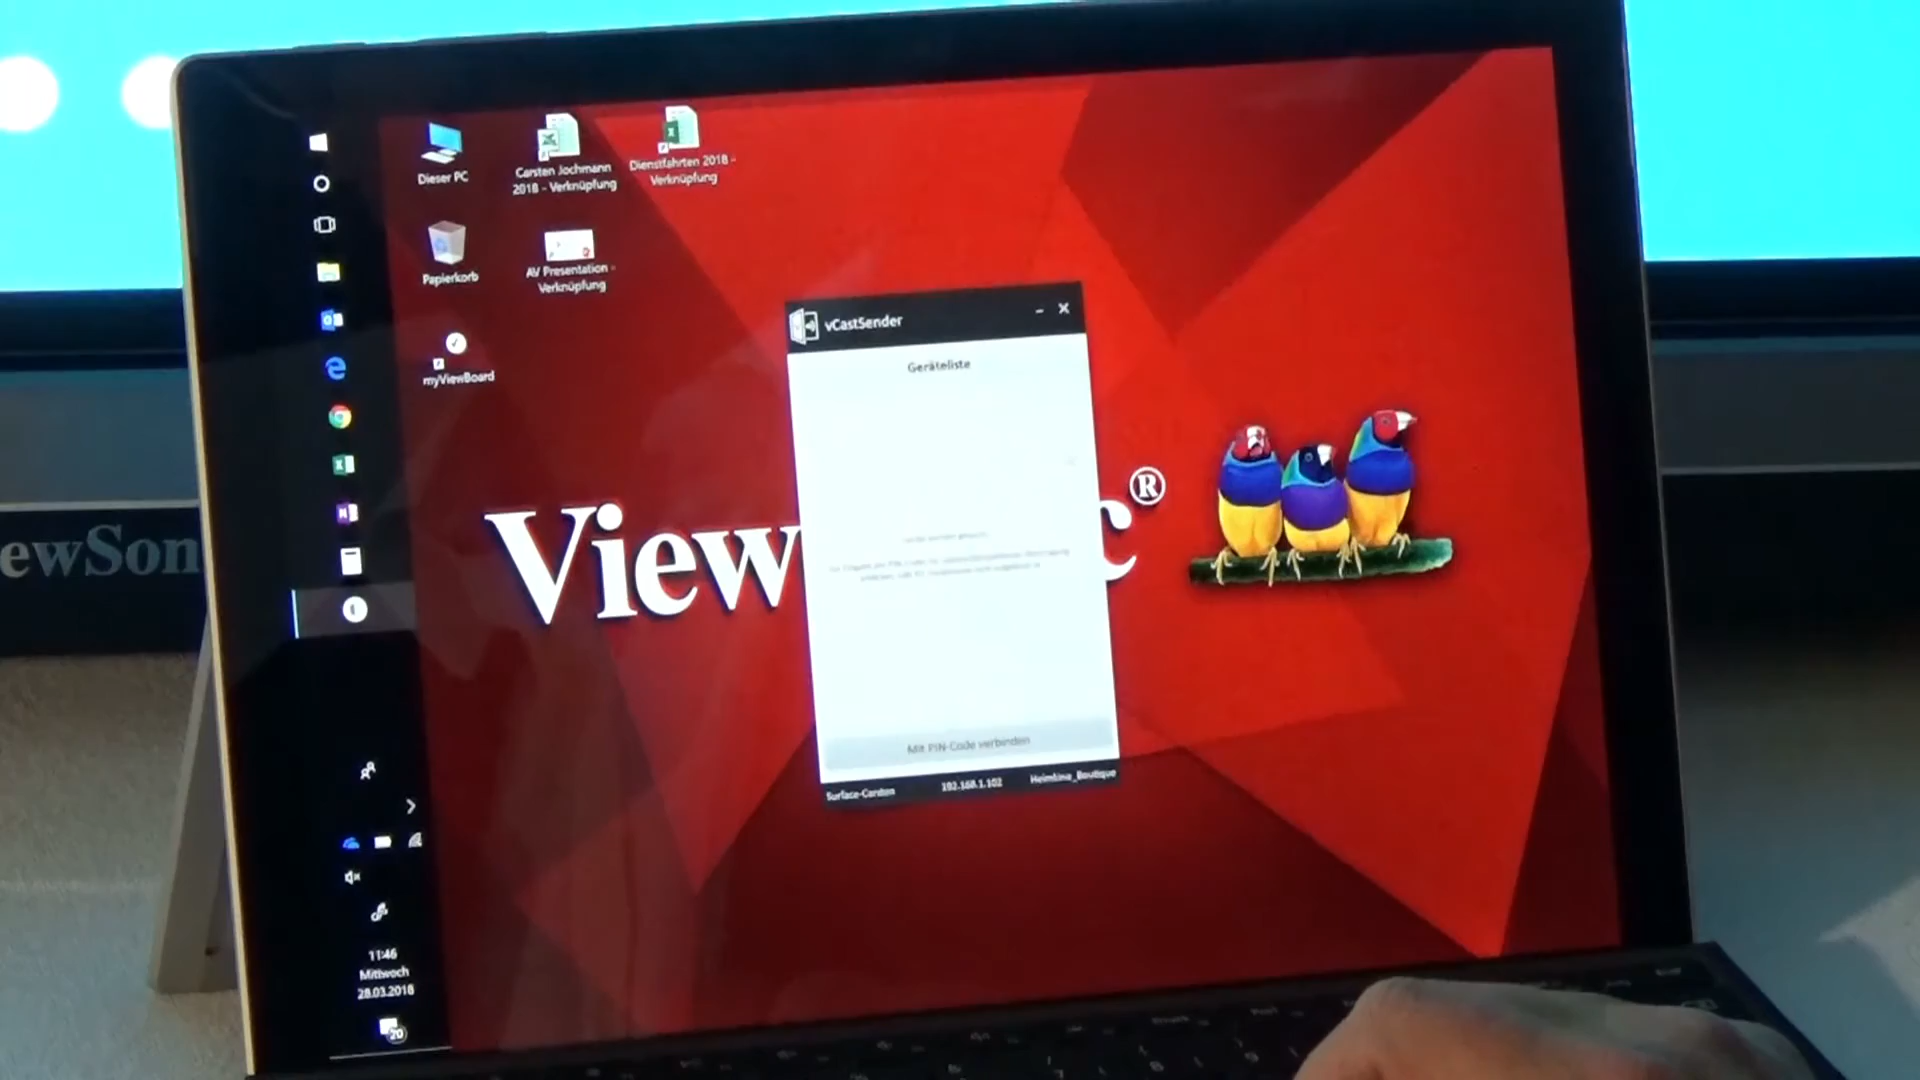 Dieser PC
Carsten Jochmann
2018 - Verknüpfung
Dienstfahrten 2018 -
Verknüpfung
Papierkorb
AV Presentation -
Verknüpfung
myViewBoard
vCastSender
Geräteliste
View c®
ewSon
Mit PIN-Code verbinden
Surface-Carsten
192.168.1.102
Heimkino_Boutique
11:46
Mittwoch
28.03.2018
20